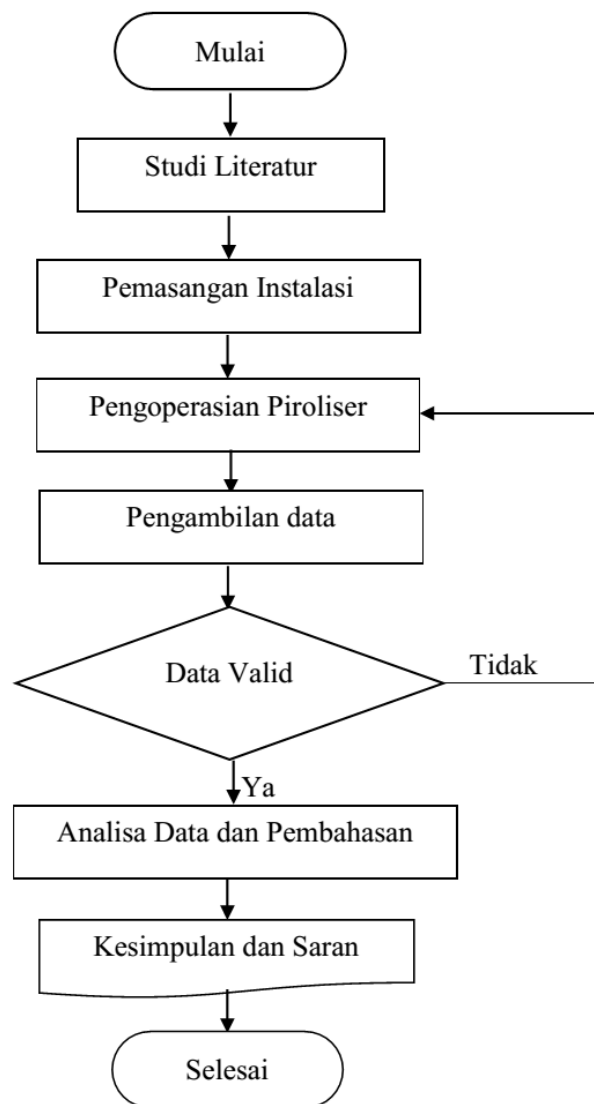 Mulai
Studi Literatur
Pemasangan Instalasi
Pengoperasian Piroliser
Pengambilan data
Data Valid
Tidak
Ya
Analisa Data dan Pembahasan
Kesimpulan dan Saran
Selesai